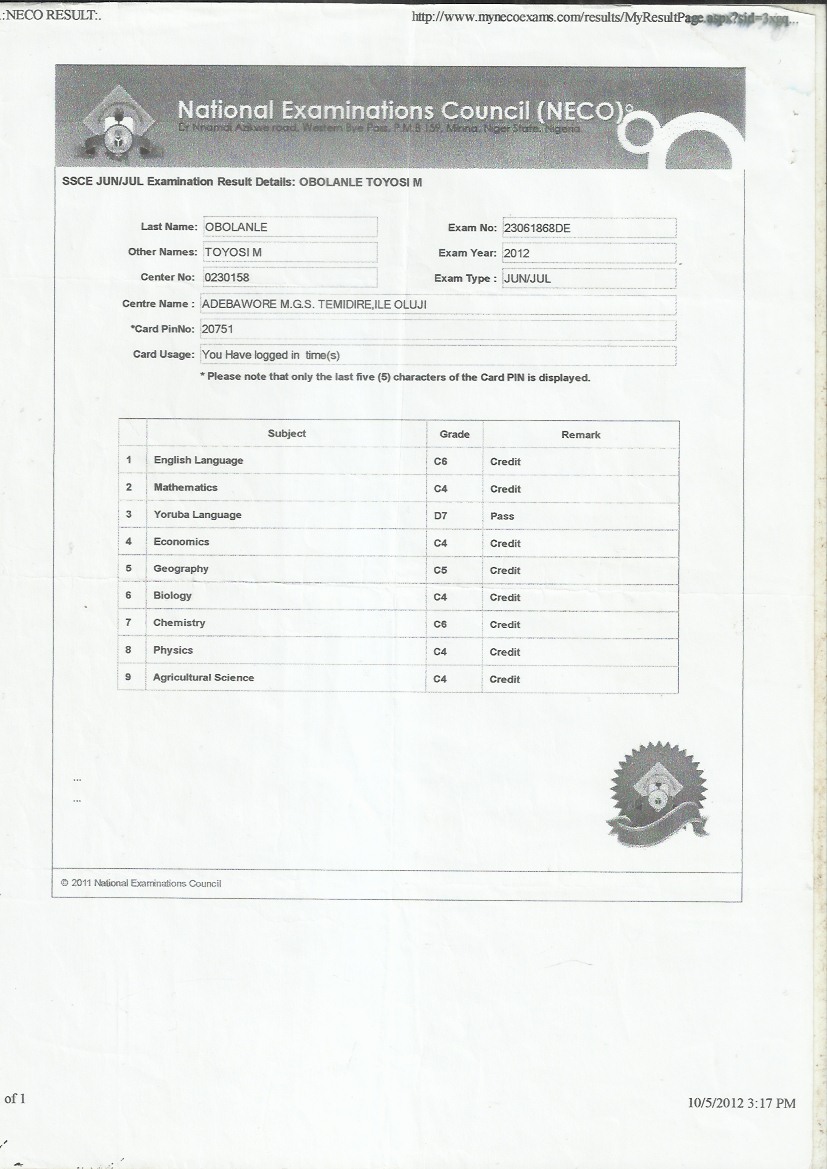 .:NECO RESULT:.
http://www.mynecoexams.com/results/MyResultPage.aspx?sid=3xpq...
National Examinations Council (NECO)
Dr Nnamdi Azikiwe road, Western Bye Pass, P.M.B 159, Minna, Niger State, Nigeria
SSCE JUN/JUL Examination Result Details: OBOLANLE TOYOSI M
Last Name: OBOLANLE Exam No: 23061868DE
Other Names: TOYOSI M Exam Year: 2012
Center No: 0230158 Exam Type : JUN/JUL
Centre Name : ADEBAWORE M.G.S. TEMIDIRE,ILE OLUJI
*Card PinNo: 20751
Card Usage: You Have logged in time(s)
* Please note that only the last five (5) characters of the Card PIN is displayed.
Subject Grade Remark
1 English Language C6 Credit
2 Mathematics C4 Credit
3 Yoruba Language D7 Pass
4 Economics C4 Credit
5 Geography C5 Credit
6 Biology C4 Credit
7 Chemistry C6 Credit
8 Physics C4 Credit
9 Agricultural Science C4 Credit
...
...
© 2011 National Examinations Council
of 1
10/5/2012 3:17 PM